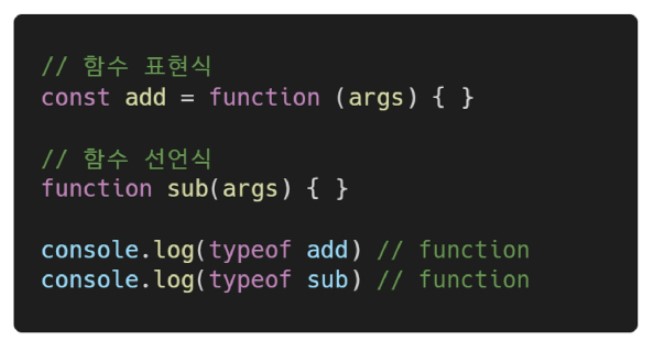 // 함수 표현식
const add = function (args) { }
// 함수 선언식
function sub(args) { }
console.log(typeof add) // function
console.log(typeof sub) // function